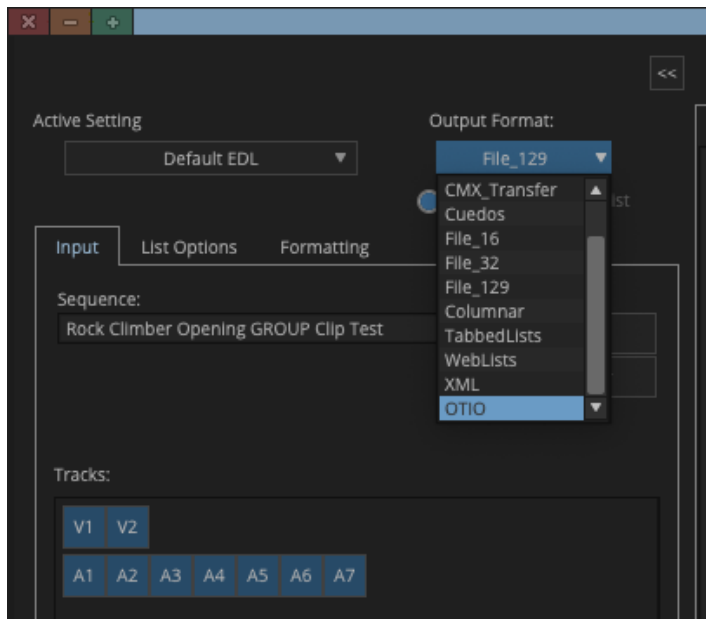 <<
Active Setting
Output Format:
Default EDL
File_129
CMX_Transfer
Cuedos
File_16
File_32
File_129
Columnar
TabbedLists
WebLists
XML
OTIO
ist
Input
List Options
Formatting
Sequence:
Rock Climber Opening GROUP Clip Test
Tracks:
V1 V2
A1 A2 A3 A4 A5 A6 A7